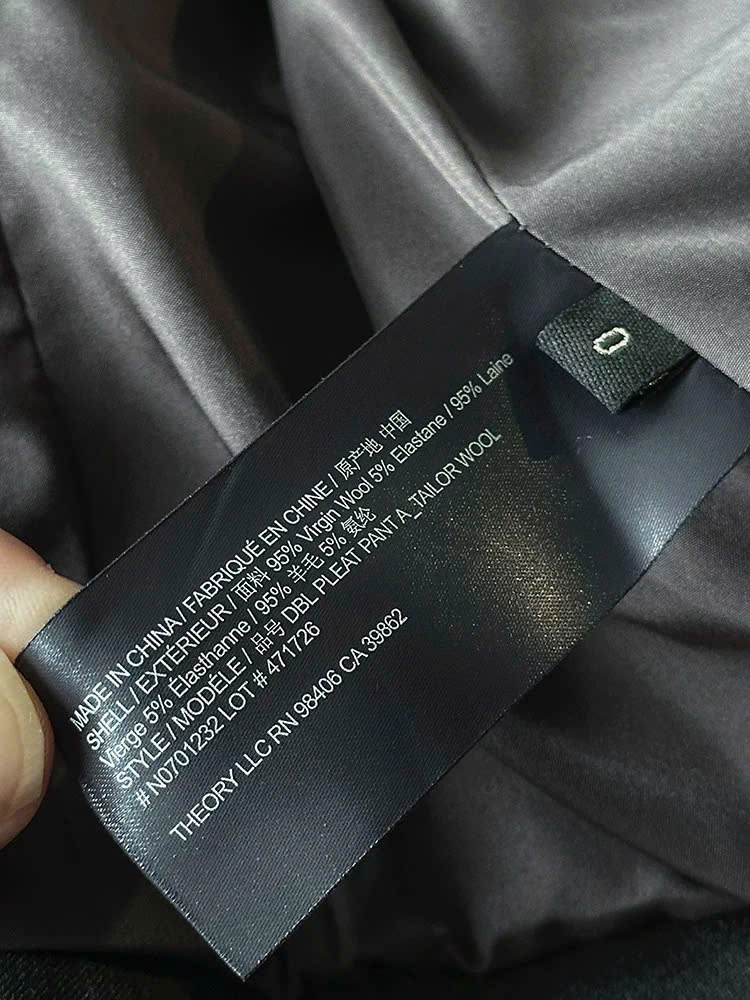 0
MADE IN CHINA / FABRIQUÉ EN CHINE / 原产地 中国
SHELL / EXTÉRIEUR / 面料 95% Virgin Wool 5% Elastane / 95% Laine
Vierge 5% Élasthanne / 95% 羊毛 5% 氨纶
STYLE / MODÈLE / 品号 DBL PLEAT PANT A_TAILOR WOOL
# N0701232 LOT # 471726
THEORY LLC RN 98406 CA 39862